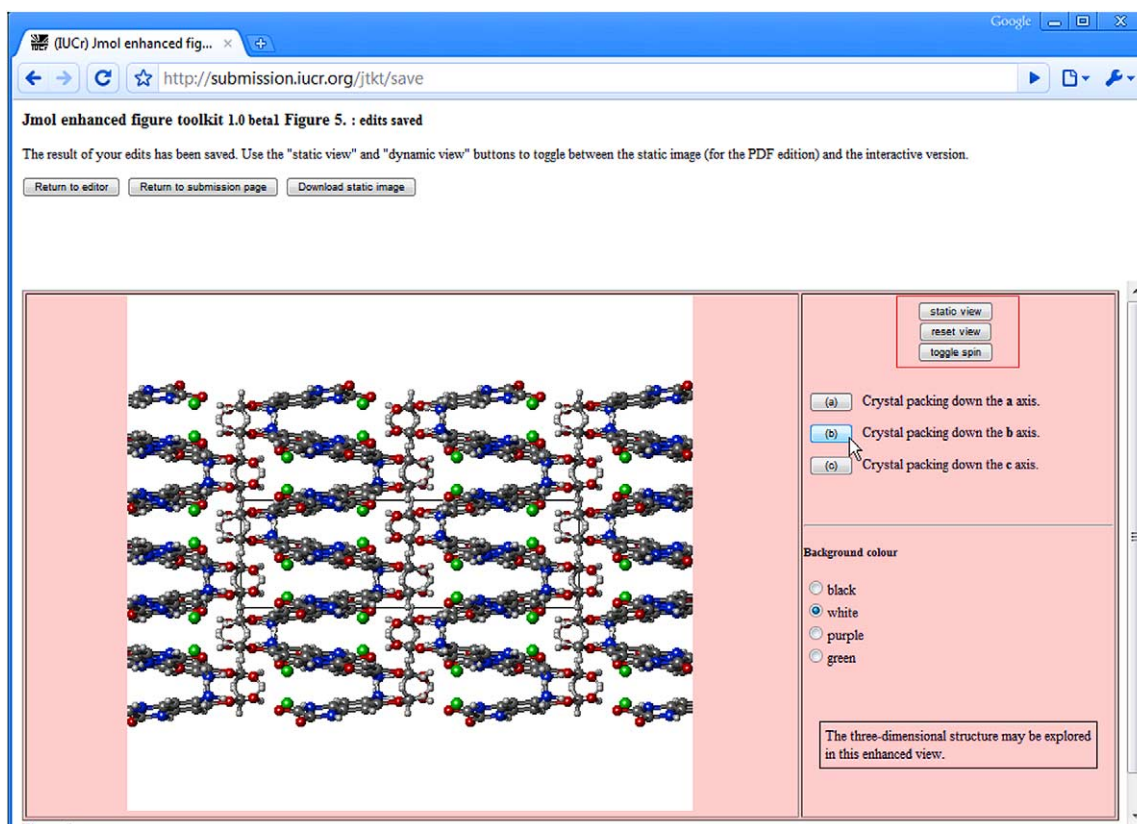 Google
(IUCr) Jmol enhanced fig...
http://submission.iucr.org/jtkt/save
Jmol enhanced figure toolkit 1.0 beta1 Figure 5. : edits saved
The result of your edits has been saved. Use the "static view" and "dynamic view" buttons to toggle between the static image (for the PDF edition) and the interactive version.
Return to editor Return to submission page Download static image
static view
reset view
toggle spin
(a) Crystal packing down the a axis.
(b) Crystal packing down the b axis.
(c) Crystal packing down the c axis.
Background colour
black
white
purple
green
The three-dimensional structure may be explored
in this enhanced view.